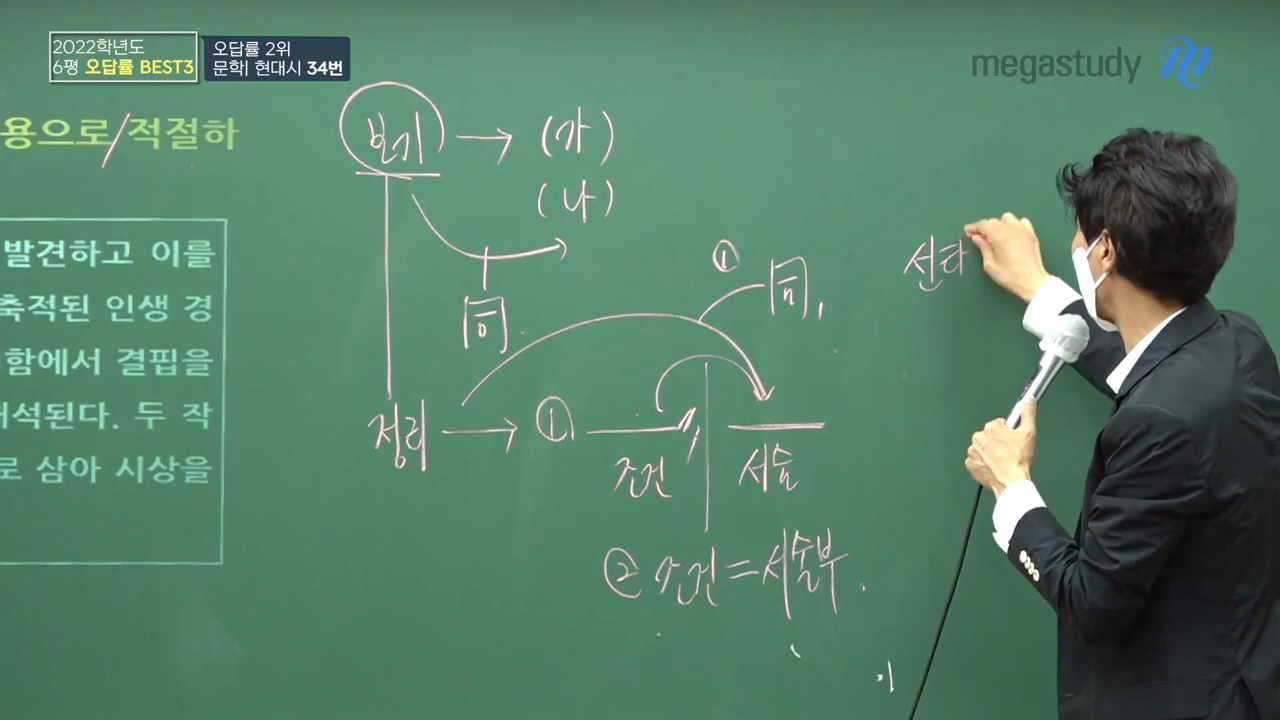 2022학년도
6평 오답률 BEST3
오답률 2위
문학| 현대시 34번
megastudy
용으로/적절하
발견하고 이를
축적된 인생 경
함에서 결핍을
해석된다. 두 작
로 삼아 시상을
보기 → (가)
(나)
同
① 同
선타
정리 → ①
조건 서술
② 조건 = 서술부.